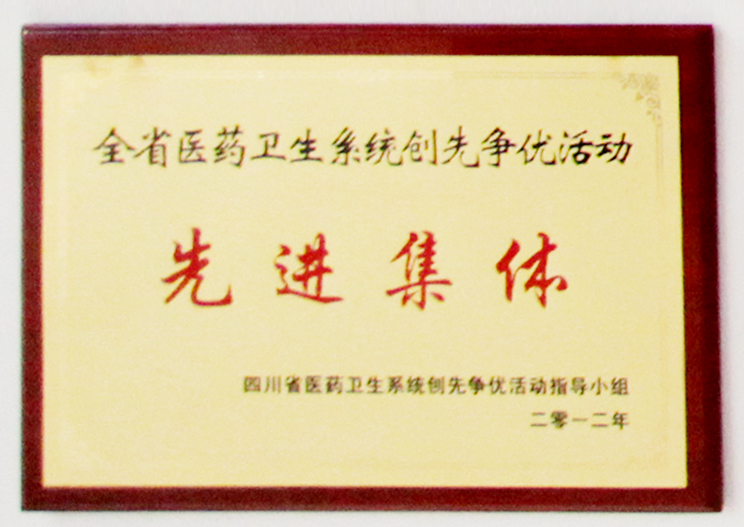 全省医药卫生系统创先争优活动
先进集体
四川省医药卫生系统创先争优活动指导小组
二零一二年